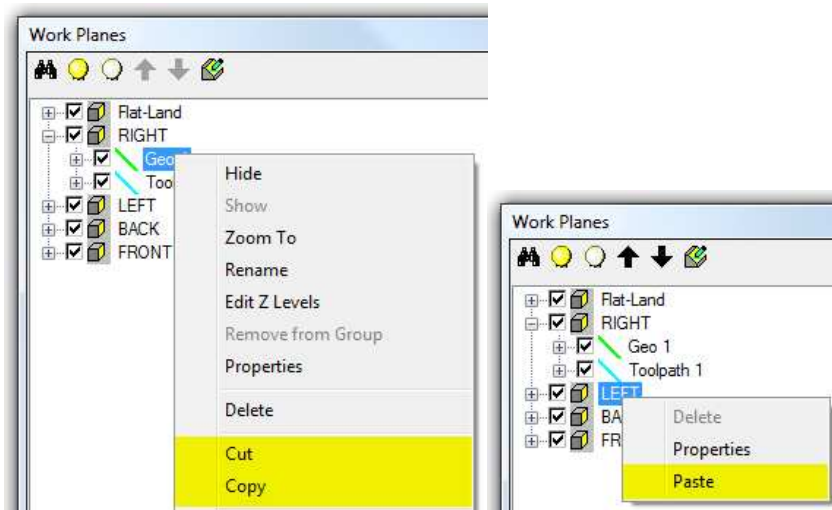 Work Planes
Flat-Land
RIGHT
Geo
Too
LEFT
BACK
FRONT
Hide
Show
Zoom To
Rename
Edit Z Levels
Remove from Group
Properties
Delete
Cut
Copy
Work Planes
Flat-Land
RIGHT
Geo 1
Toolpath 1
LEFT
BA
FR
Delete
Properties
Paste